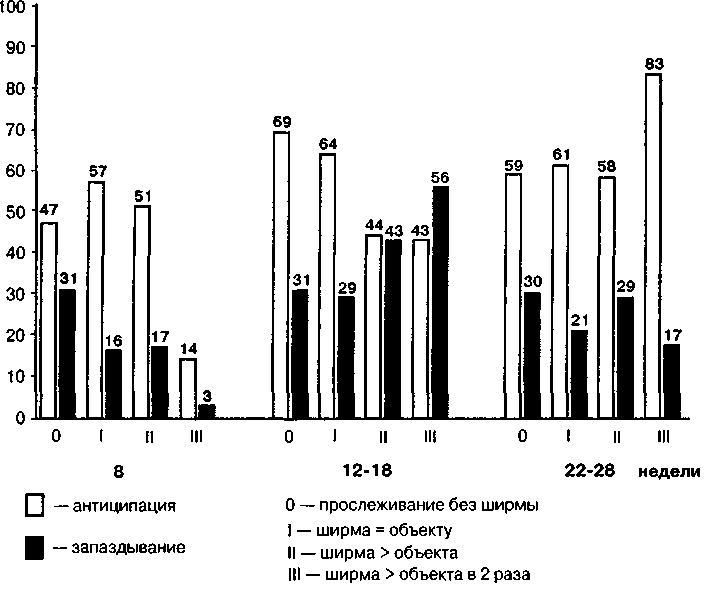 100
90
80
70
60
50
40
30
20
10
0
47 31 57 16 51 17 14 3
69 31 64 29 44 43 43 56
59 30 61 21 58 29 83 17
0 I II III 0 I II III 0 I II III
8 12-18 22-28 недели
— антиципация
— запаздывание
0 — прослеживание без ширмы
I — ширма = объекту
II — ширма > объекта
III — ширма > объекта в 2 раза